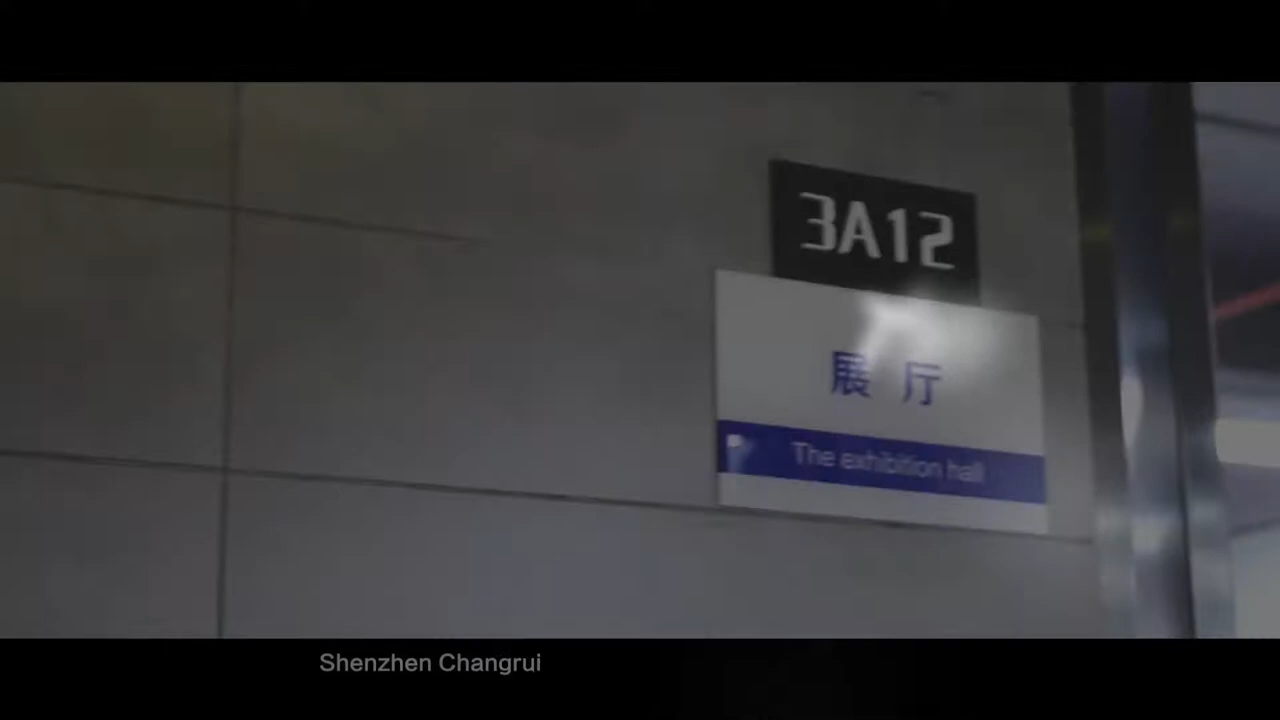 3A12
展 厅
The exhibition hall
Shenzhen Changrui